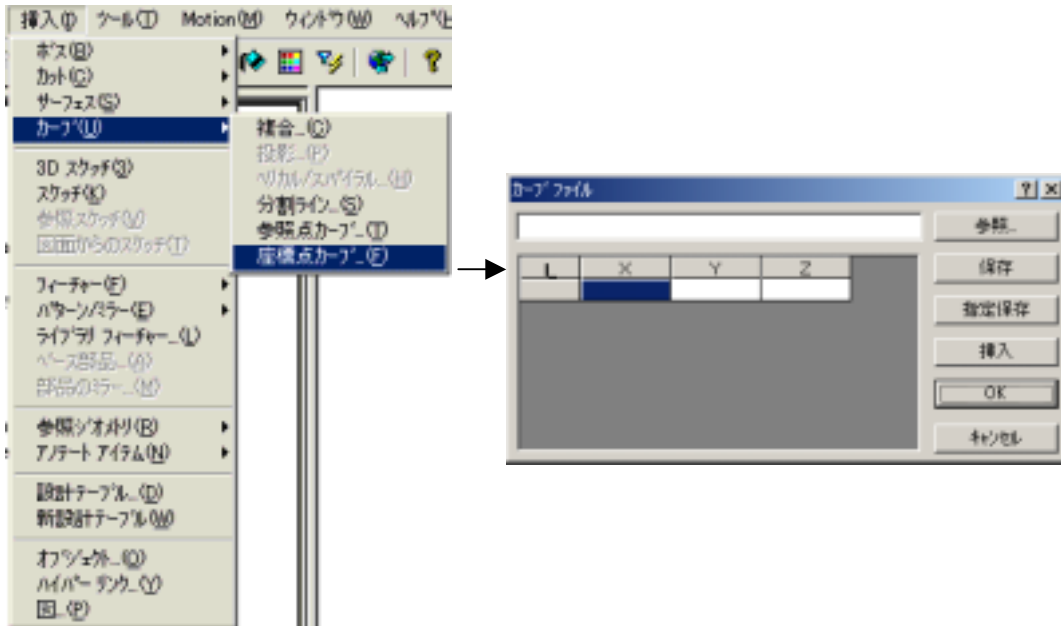 挿入(I) ツール(T) Motion(M) ウィンドウ(W) ヘルプ(H
ボス(B)
カット(C)
サーフェス(S)
カーブ(U)
3D スケッチ(3)
スケッチ(K)
参照スケッチ(V)
図面からのスケッチ(T)
フィーチャー(F)
パターン/ミラー(E)
ライブラリ フィーチャー...(L)
ベース部品...(A)
部品のミラー...(M)
参照ジオメトリ(R)
アノテート アイテム(N)
設計テーブル...(D)
新設計テーブル(W)
オブジェクト...(O)
ハイパーリンク...(Y)
図...(P)
複合...(C)
投影...(P)
ヘリカル/スパイラル...(H)
分割ライン...(S)
参照点カーブ...(T)
座標点カーブ...(F)
カーブ ファイル
参照...
L X Y Z
保存
指定保存
挿入
OK
キャンセル